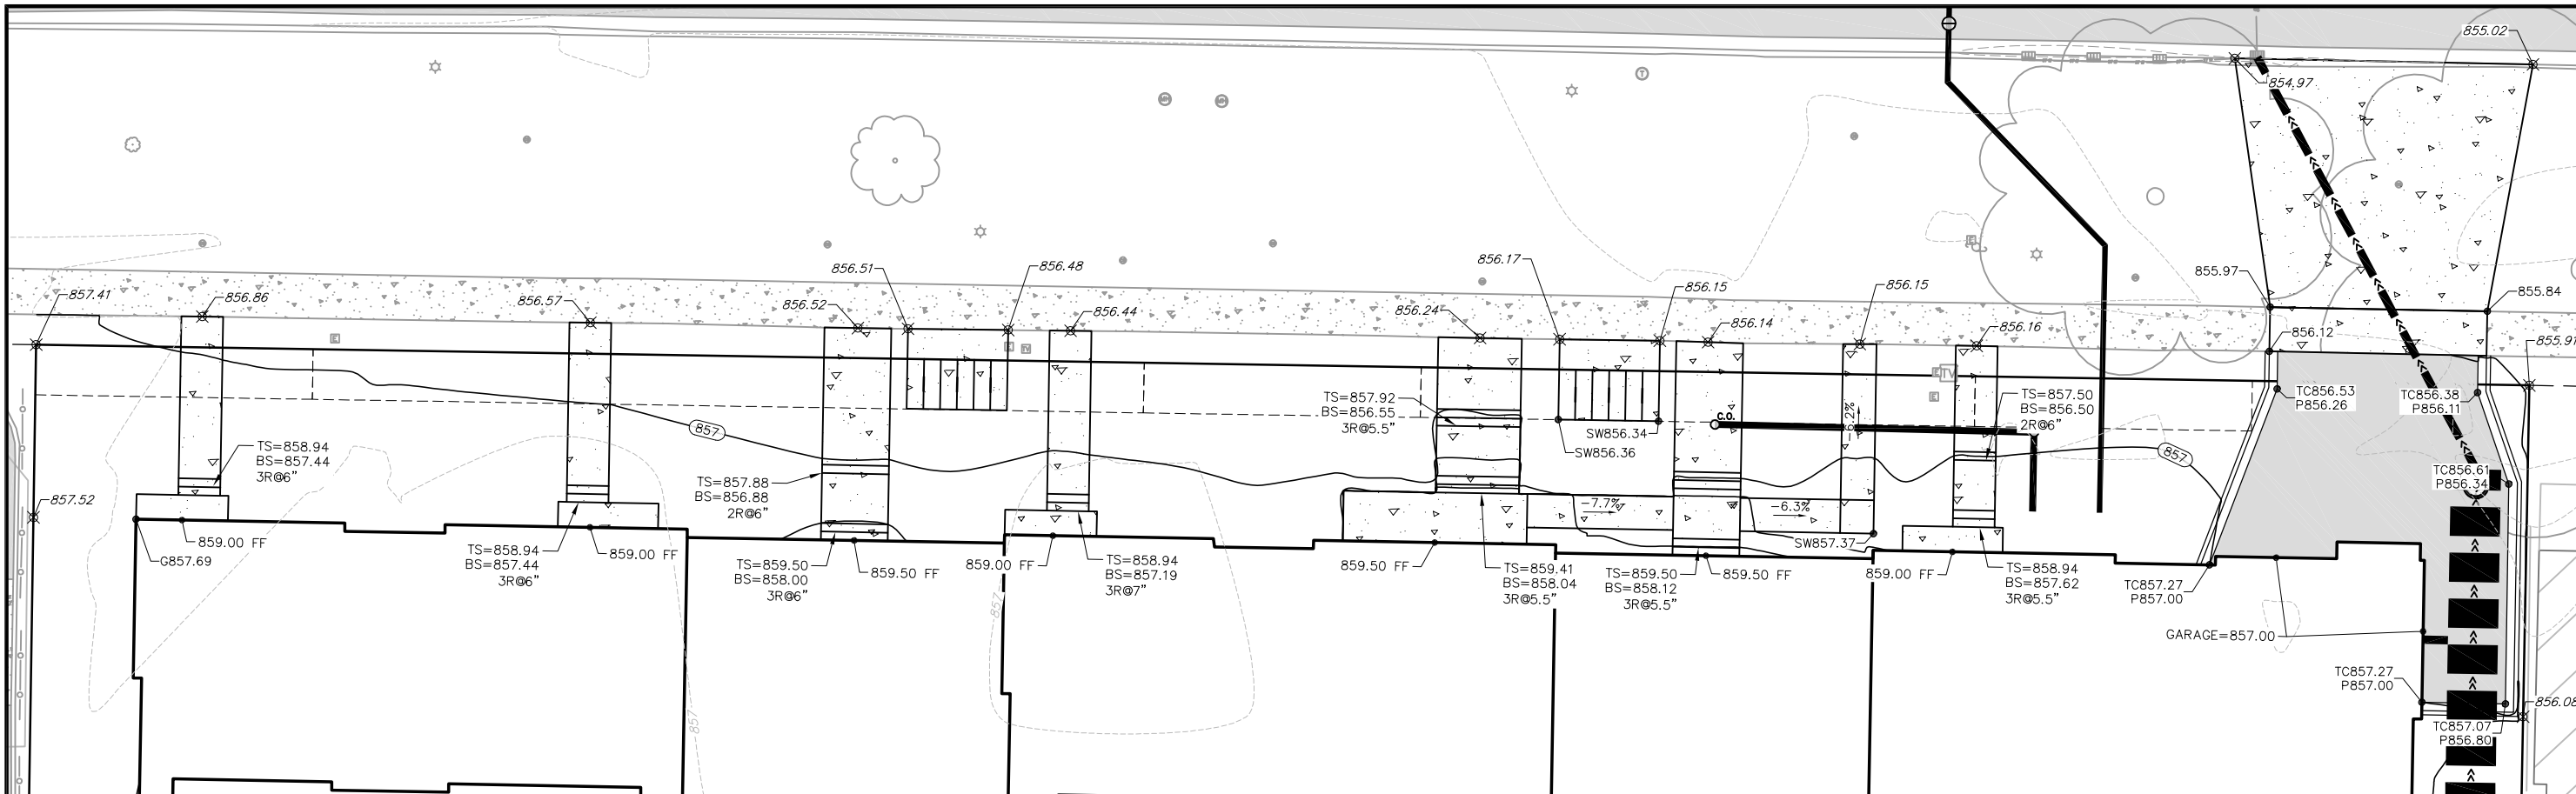 855.02
854.97
856.51
856.48
856.17
855.97
857.41
856.86
856.57
856.52
856.44
856.24
856.15
856.14
856.15
856.16
855.84
856.12
855.91
TS=857.92
BS=856.55
3R@5.5"
C.O.
-6.2%
TS=857.50
BS=856.50
2R@6"
TC856.53
P856.26
TC856.38
P856.11
857
SW856.34
SW856.36
TS=858.94
BS=857.44
3R@6"
857
TS=857.88
BS=856.88
2R@6"
TC856.61
P856.34
857.52
-7.7%
-6.3%
859.00 FF
G857.69
TS=858.94
BS=857.44
3R@6"
859.00 FF
TS=859.50
BS=858.00
3R@6"
859.50 FF
859.00 FF
TS=858.94
BS=857.19
3R@7"
859.50 FF
TS=859.41
BS=858.04
3R@5.5"
TS=859.50
BS=858.12
3R@5.5"
859.50 FF
SW857.37
859.00 FF
TS=858.94
BS=857.62
3R@5.5"
TC857.27
P857.00
857
GARAGE=857.00
TC857.27
P857.00
857
856.08
TC857.07
P856.80
E
E
TV
E
TV
E
E
T